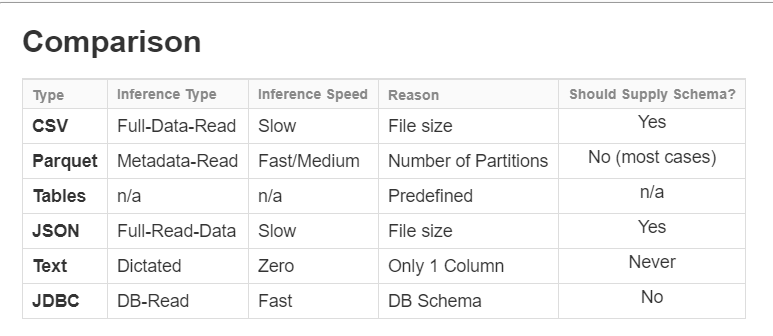 Comparison
Type Inference Type Inference Speed Reason Should Supply Schema?
CSV Full-Data-Read Slow File size Yes
Parquet Metadata-Read Fast/Medium Number of Partitions No (most cases)
Tables n/a n/a Predefined n/a
JSON Full-Read-Data Slow File size Yes
Text Dictated Zero Only 1 Column Never
JDBC DB-Read Fast DB Schema No